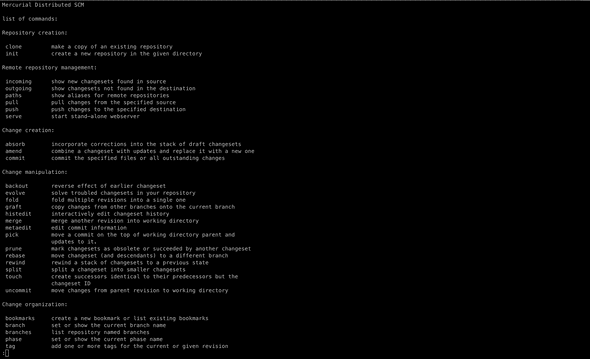 Mercurial Distributed SCM
list of commands:
Repository creation:
clone make a copy of an existing repository
init create a new repository in the given directory
Remote repository management:
incoming show new changesets found in source
outgoing show changesets not found in the destination
paths show aliases for remote repositories
pull pull changes from the specified source
push push changes to the specified destination
serve start stand-alone webserver
Change creation:
absorb incorporate corrections into the stack of draft changesets
amend combine a changeset with updates and replace it with a new one
commit commit the specified files or all outstanding changes
Change manipulation:
backout reverse effect of earlier changeset
evolve solve troubled changesets in your repository
fold fold multiple revisions into a single one
graft copy changes from other branches onto the current branch
histedit interactively edit changeset history
merge merge another revision into working directory
metaedit edit commit information
pick move a commit on the top of working directory parent and
updates to it.
prune mark changesets as obsolete or succeeded by another changeset
rebase move changeset (and descendants) to a different branch
rewind rewind a stack of changesets to a previous state
split split a changeset into smaller changesets
touch create successors identical to their predecessors but the
changeset ID
uncommit move changes from parent revision to working directory
Change organization:
bookmarks create a new bookmark or list existing bookmarks
branch set or show the current branch name
branches list repository named branches
phase set or show the current phase name
tag add one or more tags for the current or given revision
: